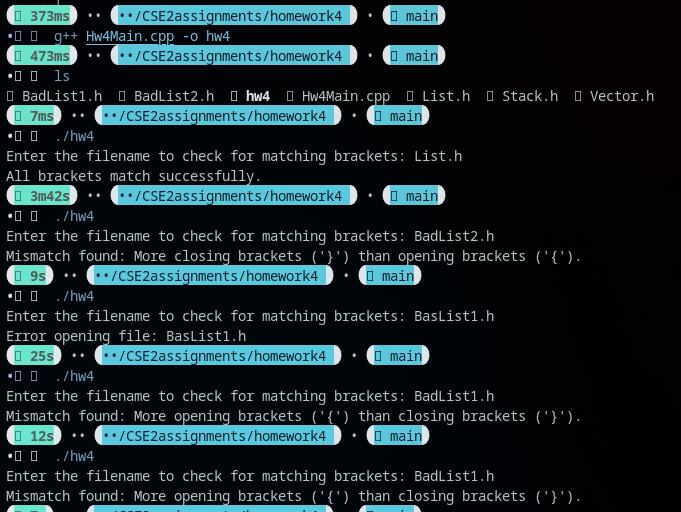 373ms •• ••/CSE2assignments/homework4 • main
• g++ Hw4Main.cpp -o hw4
473ms •• ••/CSE2assignments/homework4 • main
• ls
BadList1.h BadList2.h hw4 Hw4Main.cpp List.h Stack.h Vector.h
7ms •• ••/CSE2assignments/homework4 • main
• ./hw4
Enter the filename to check for matching brackets: List.h
All brackets match successfully.
3m42s •• ••/CSE2assignments/homework4 • main
• ./hw4
Enter the filename to check for matching brackets: BadList2.h
Mismatch found: More closing brackets ('}') than opening brackets ('{').
9s •• ••/CSE2assignments/homework4 • main
• ./hw4
Enter the filename to check for matching brackets: BasList1.h
Error opening file: BasList1.h
25s •• ••/CSE2assignments/homework4 • main
• ./hw4
Enter the filename to check for matching brackets: BadList1.h
Mismatch found: More opening brackets ('{') than closing brackets ('}').
12s •• ••/CSE2assignments/homework4 • main
• ./hw4
Enter the filename to check for matching brackets: BadList1.h
Mismatch found: More opening brackets ('{') than closing brackets ('}').